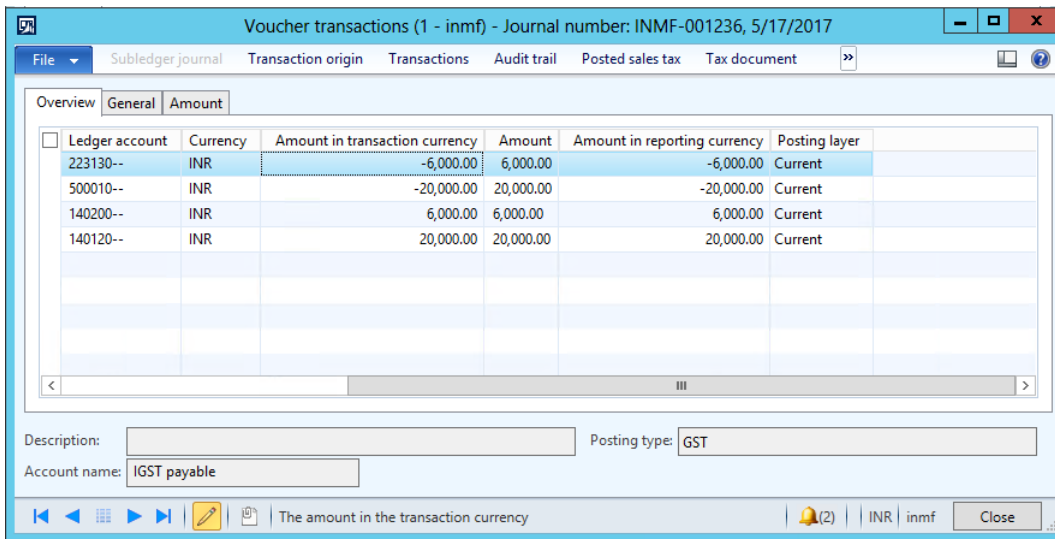 Voucher transactions (1 - inmf) - Journal number: INMF-001236, 5/17/2017
File Subledger journal Transaction origin Transactions Audit trail Posted sales tax Tax document »
Overview General Amount
Ledger account Currency Amount in transaction currency Amount Amount in reporting currency Posting layer
223130-- INR -6,000.00 6,000.00 -6,000.00 Current
500010-- INR -20,000.00 20,000.00 -20,000.00 Current
140200-- INR 6,000.00 6,000.00 6,000.00 Current
140120-- INR 20,000.00 20,000.00 20,000.00 Current
Description: Posting type: GST
Account name: IGST payable
The amount in the transaction currency (2) INR inmf Close